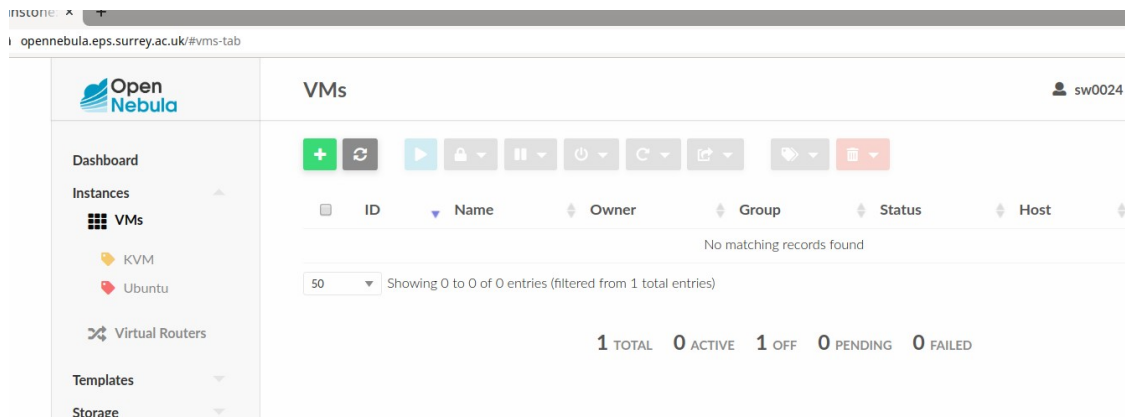 opennebula.eps.surrey.ac.uk/#vms-tab
Open
Nebula
VMs
sw0024
Dashboard
Instances
VMs
KVM
Ubuntu
Virtual Routers
Templates
Storage
ID Name Owner Group Status Host
No matching records found
50 Showing 0 to 0 of 0 entries (filtered from 1 total entries)
1 TOTAL 0 ACTIVE 1 OFF 0 PENDING 0 FAILED